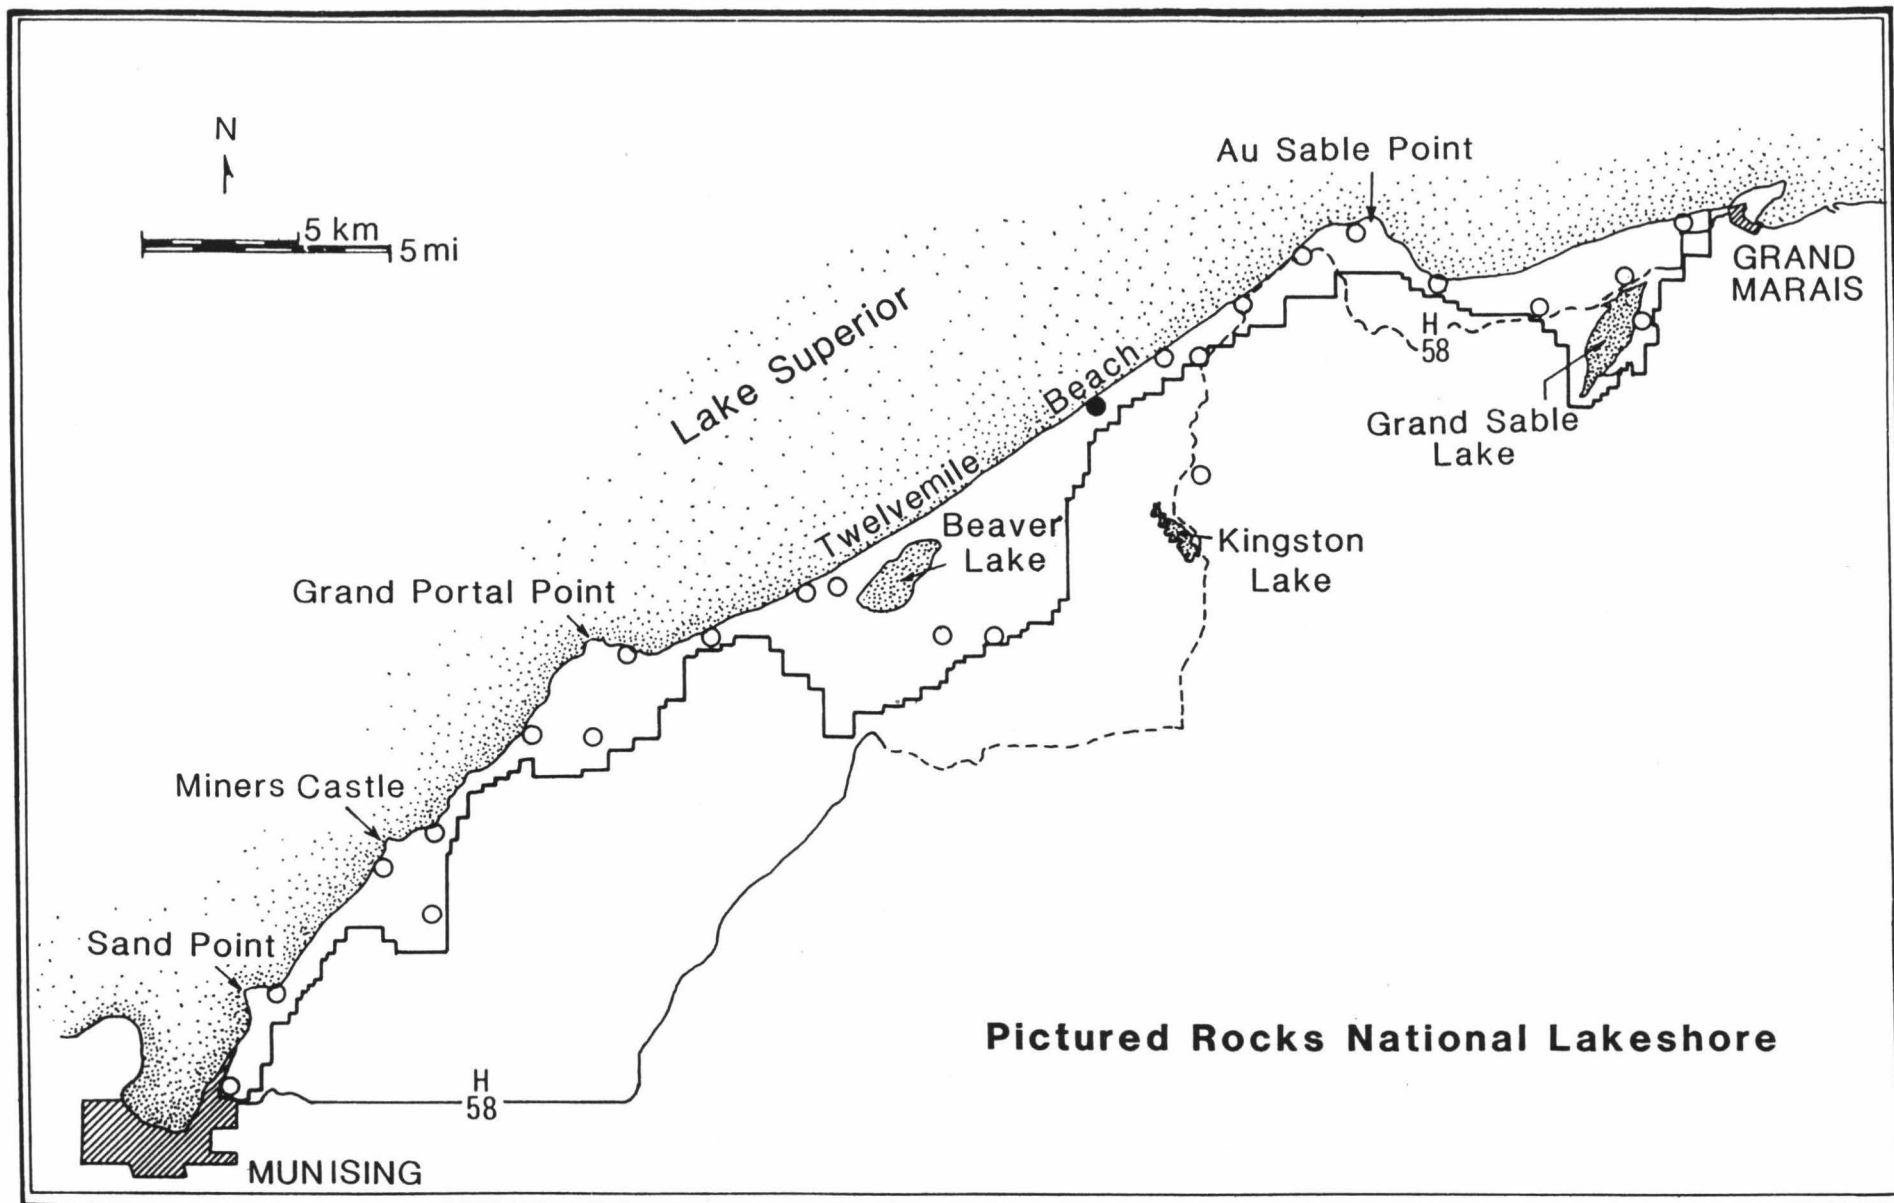 N
5 km
5 mi
Au Sable Point
GRAND
MARAIS
Lake Superior
H
58
Twelvemile Beach
Grand Sable
Lake
Beaver
Lake
Kingston
Lake
Grand Portal Point
Miners Castle
Sand Point
Pictured Rocks National Lakeshore
H
58
MUNISING